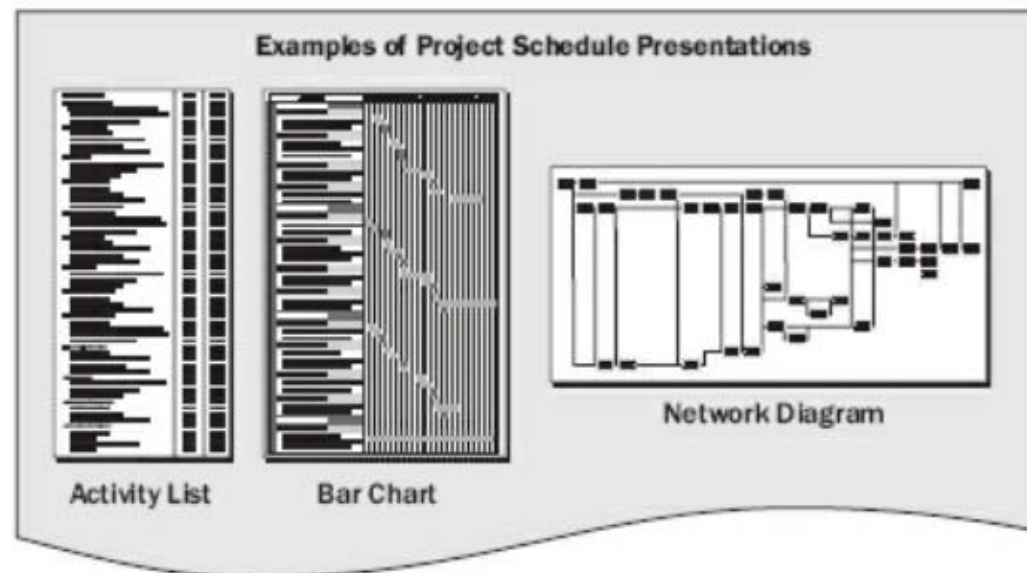 Examples of Project Schedule Presentations
Activity List
Bar Chart
Network Diagram